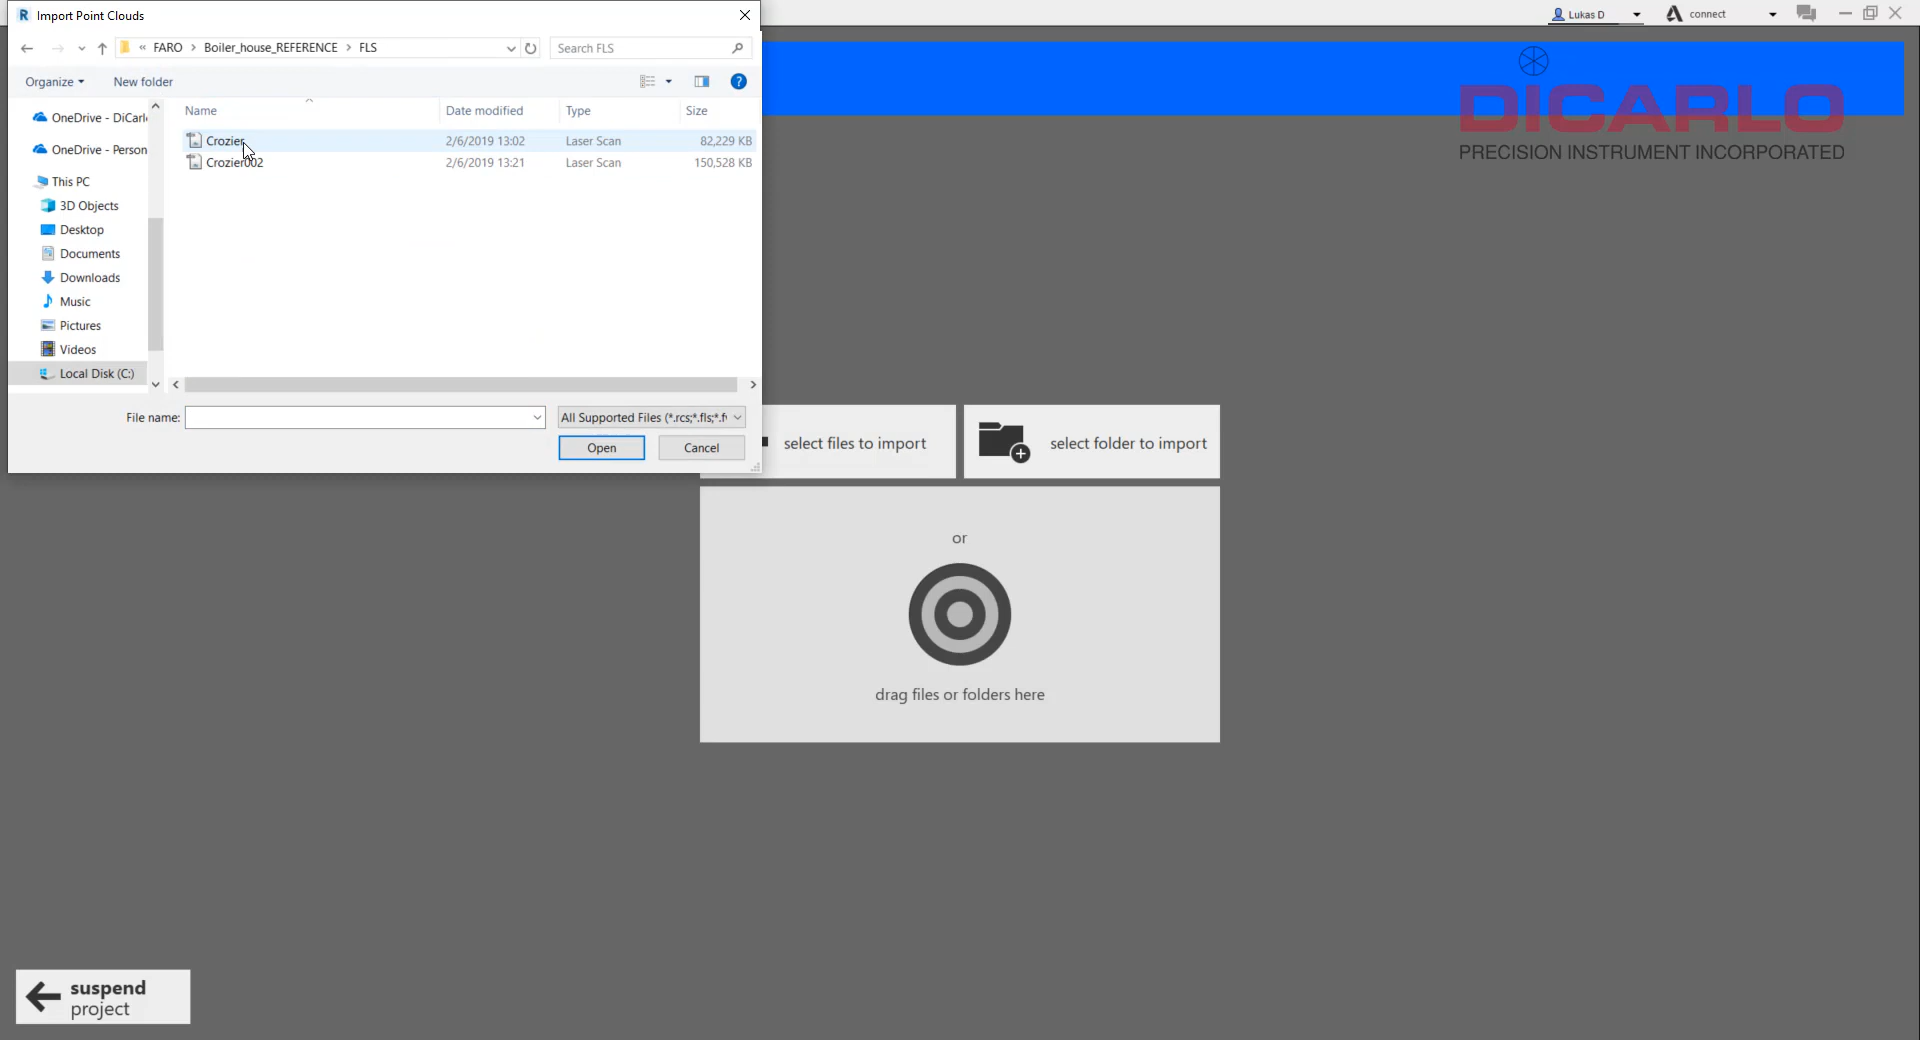 Import Point Clouds
Lukas D
connect
« FARO > Boiler_house_REFERENCE > FLS
Search FLS
Organize
New folder
DICARLO
PRECISION INSTRUMENT INCORPORATED
Name
Date modified
Type
Size
OneDrive - DiCarl
Crozier
2/6/2019 13:02
Laser Scan
82,229 KB
OneDrive - Person
Crozier002
2/6/2019 13:21
Laser Scan
150,528 KB
This PC
3D Objects
Desktop
Documents
Downloads
Music
Pictures
Videos
Local Disk (C:)
File name:
All Supported Files (*.rcs;*.fls;*.f
Open
Cancel
select files to import
select folder to import
or
drag files or folders here
suspend
project